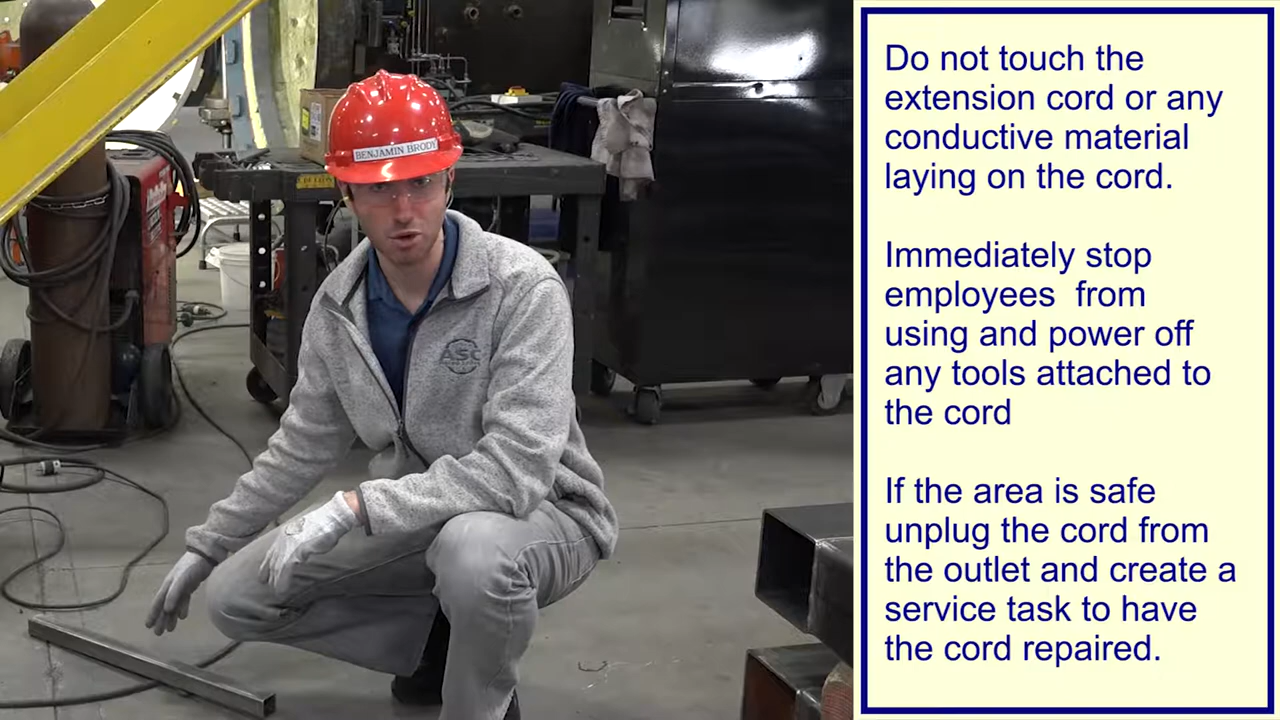 BENJAMIN BRODY
ASC
Do not touch the
extension cord or any
conductive material
laying on the cord.
Immediately stop
employees  from
using and power off
any tools attached to
the cord
If the area is safe
unplug the cord from
the outlet and create a
service task to have
the cord repaired.